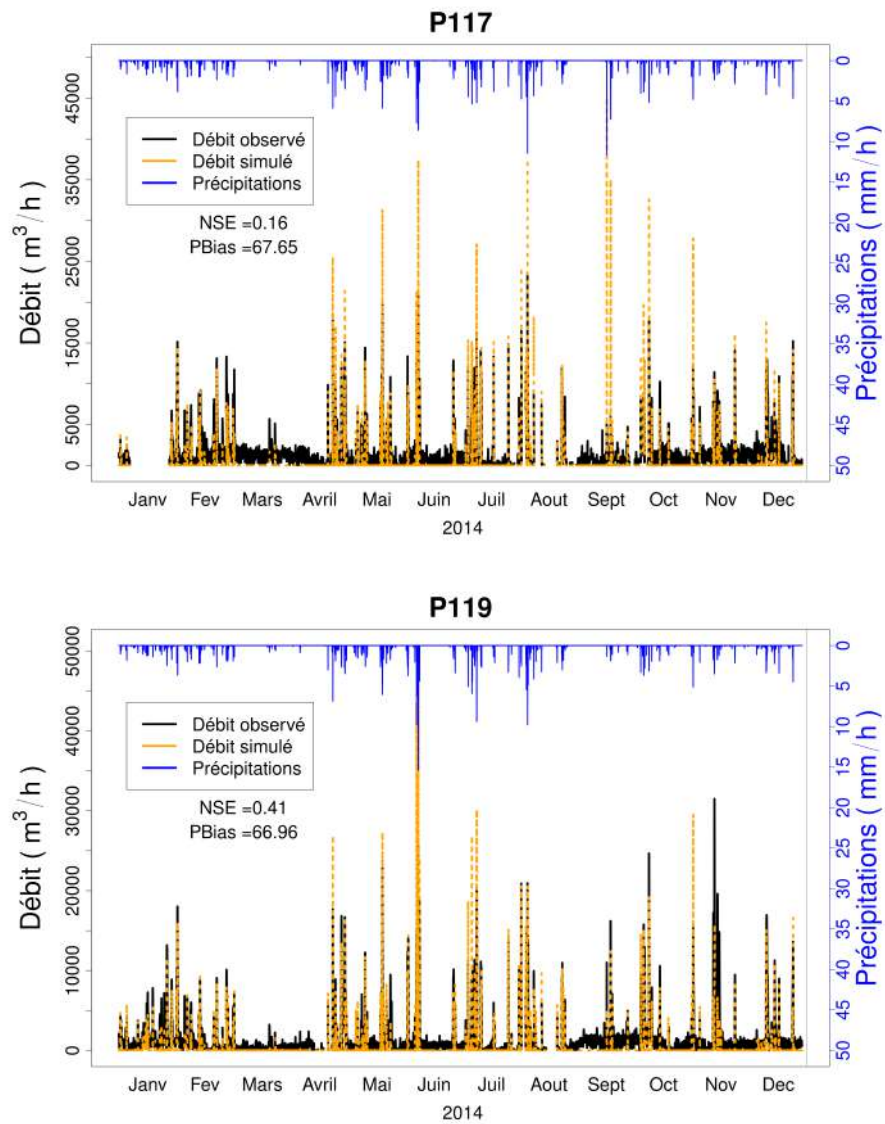 P117
45000
35000
25000
15000
5000
0
Débit ( m³/h )
0
5
10
15
20
25
30
35
40
45
50
Précipitations ( mm/h )
Débit observé
Débit simulé
Précipitations
NSE =0.16
PBias =67.65
Janv Fev Mars Avril Mai Juin Juil Aout Sept Oct Nov Dec
2014
P119
50000
40000
30000
20000
10000
0
Débit ( m³/h )
0
5
10
15
20
25
30
35
40
45
50
Précipitations ( mm/h )
Débit observé
Débit simulé
Précipitations
NSE =0.41
PBias =66.96
Janv Fev Mars Avril Mai Juin Juil Aout Sept Oct Nov Dec
2014